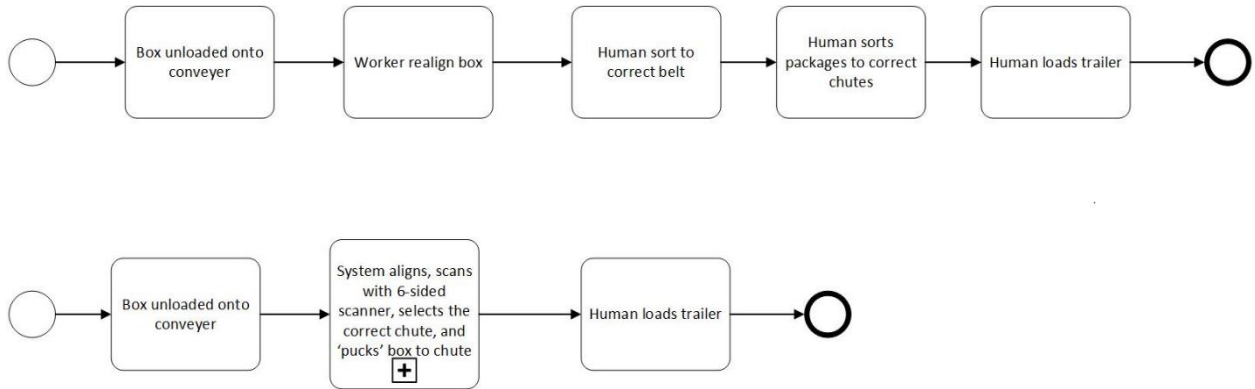 Box unloaded onto
conveyer
Worker realign box
Human sort to
correct belt
Human sorts
packages to correct
chutes
Human loads trailer
Box unloaded onto
conveyer
System aligns, scans
with 6-sided
scanner, selects the
correct chute, and
‘pucks’ box to chute
Human loads trailer